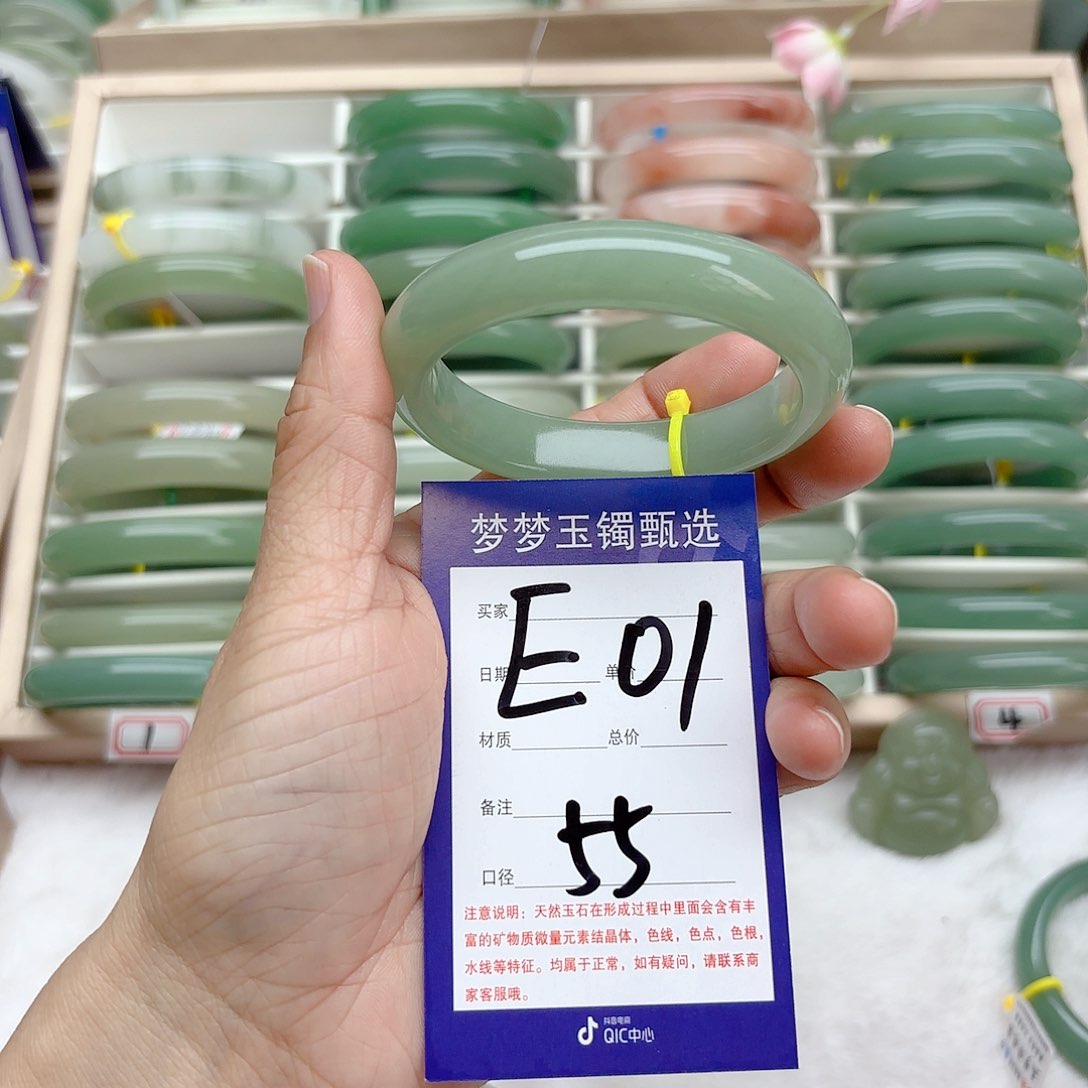 梦梦玉镯甄选
买家
E01
日期 单价
材质 总价
备注
55
口径
注意说明：天然玉石在形成过程中里面会含有丰
富的矿物质微量元素结晶体，色线，色点，色根，
水线等特征。均属于正常，如有疑问，请联系商
家客服哦。
抖音电商
QIC中心
1
4